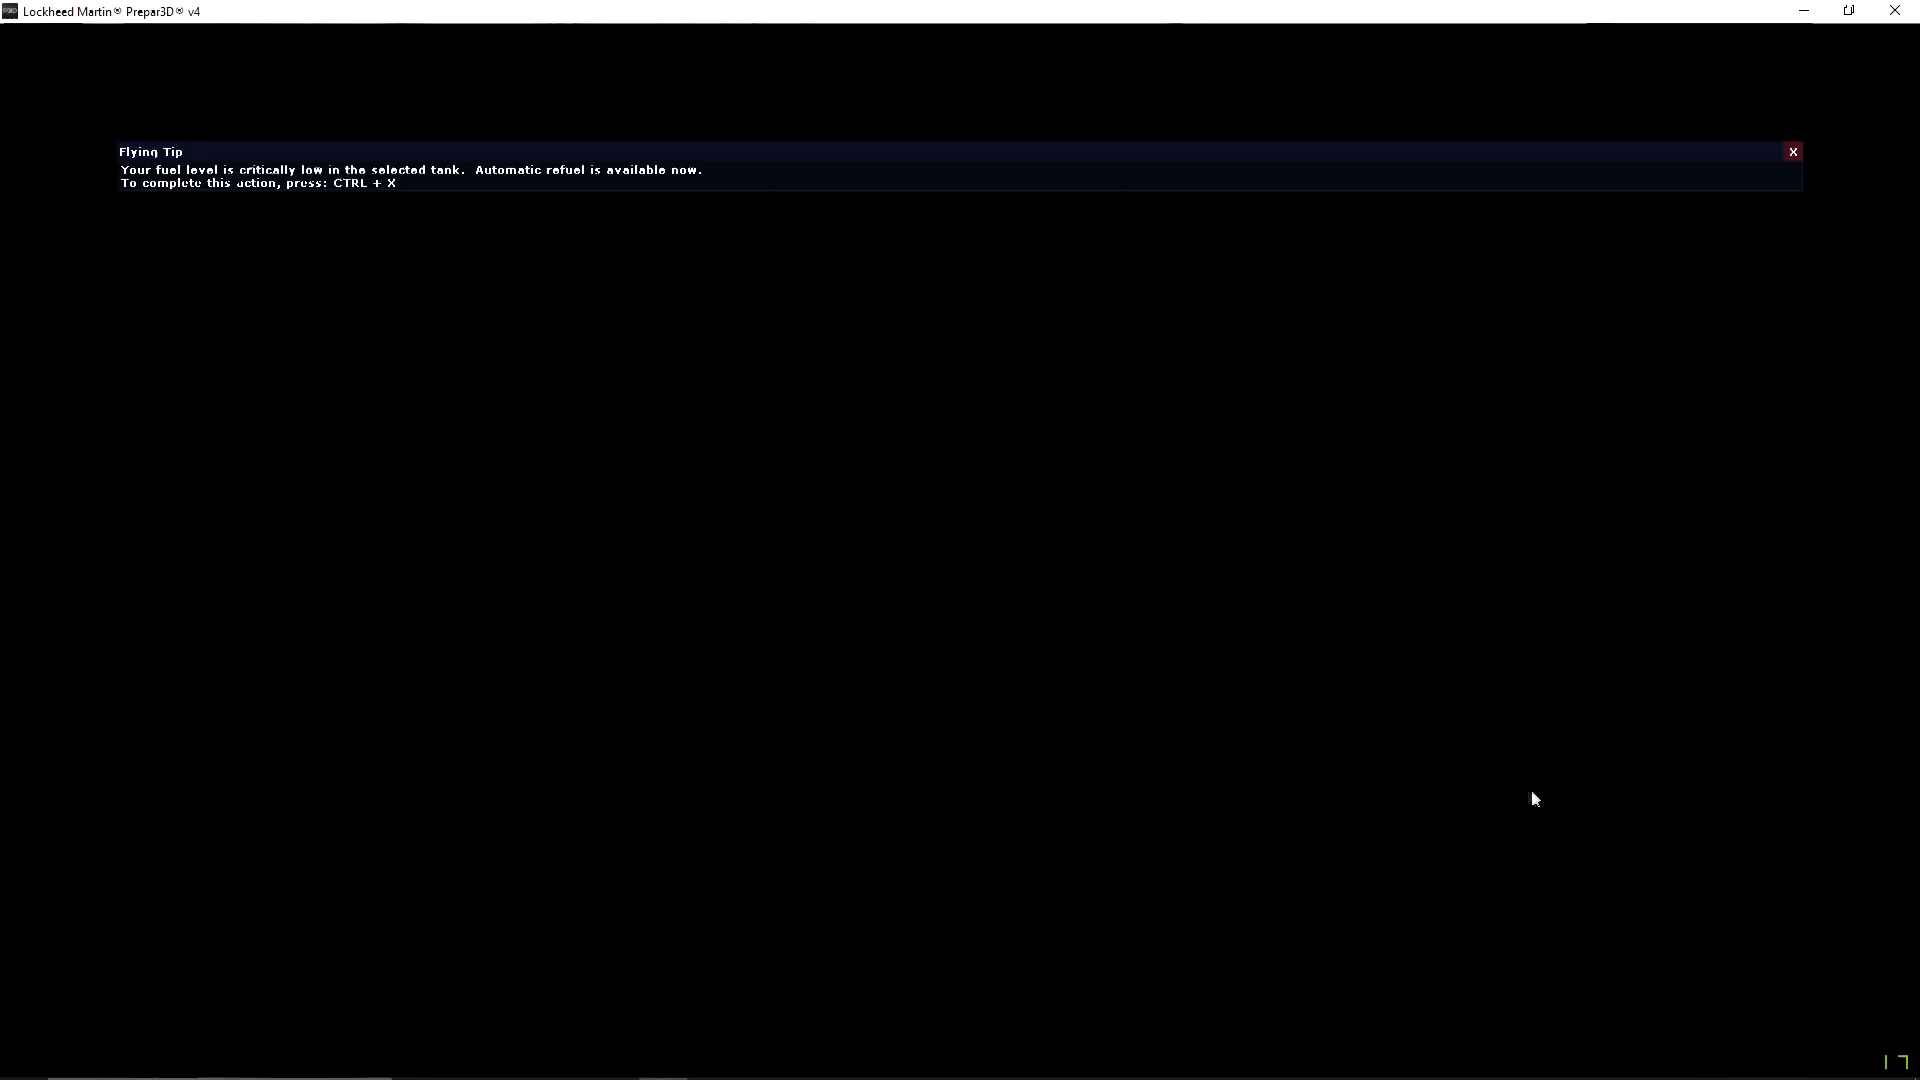 Lockheed Martin® Prepar3D® v4
Flying Tip
X
Your fuel level is critically low in the selected tank.  Automatic refuel is available now.
To complete this action, press: CTRL + X
17